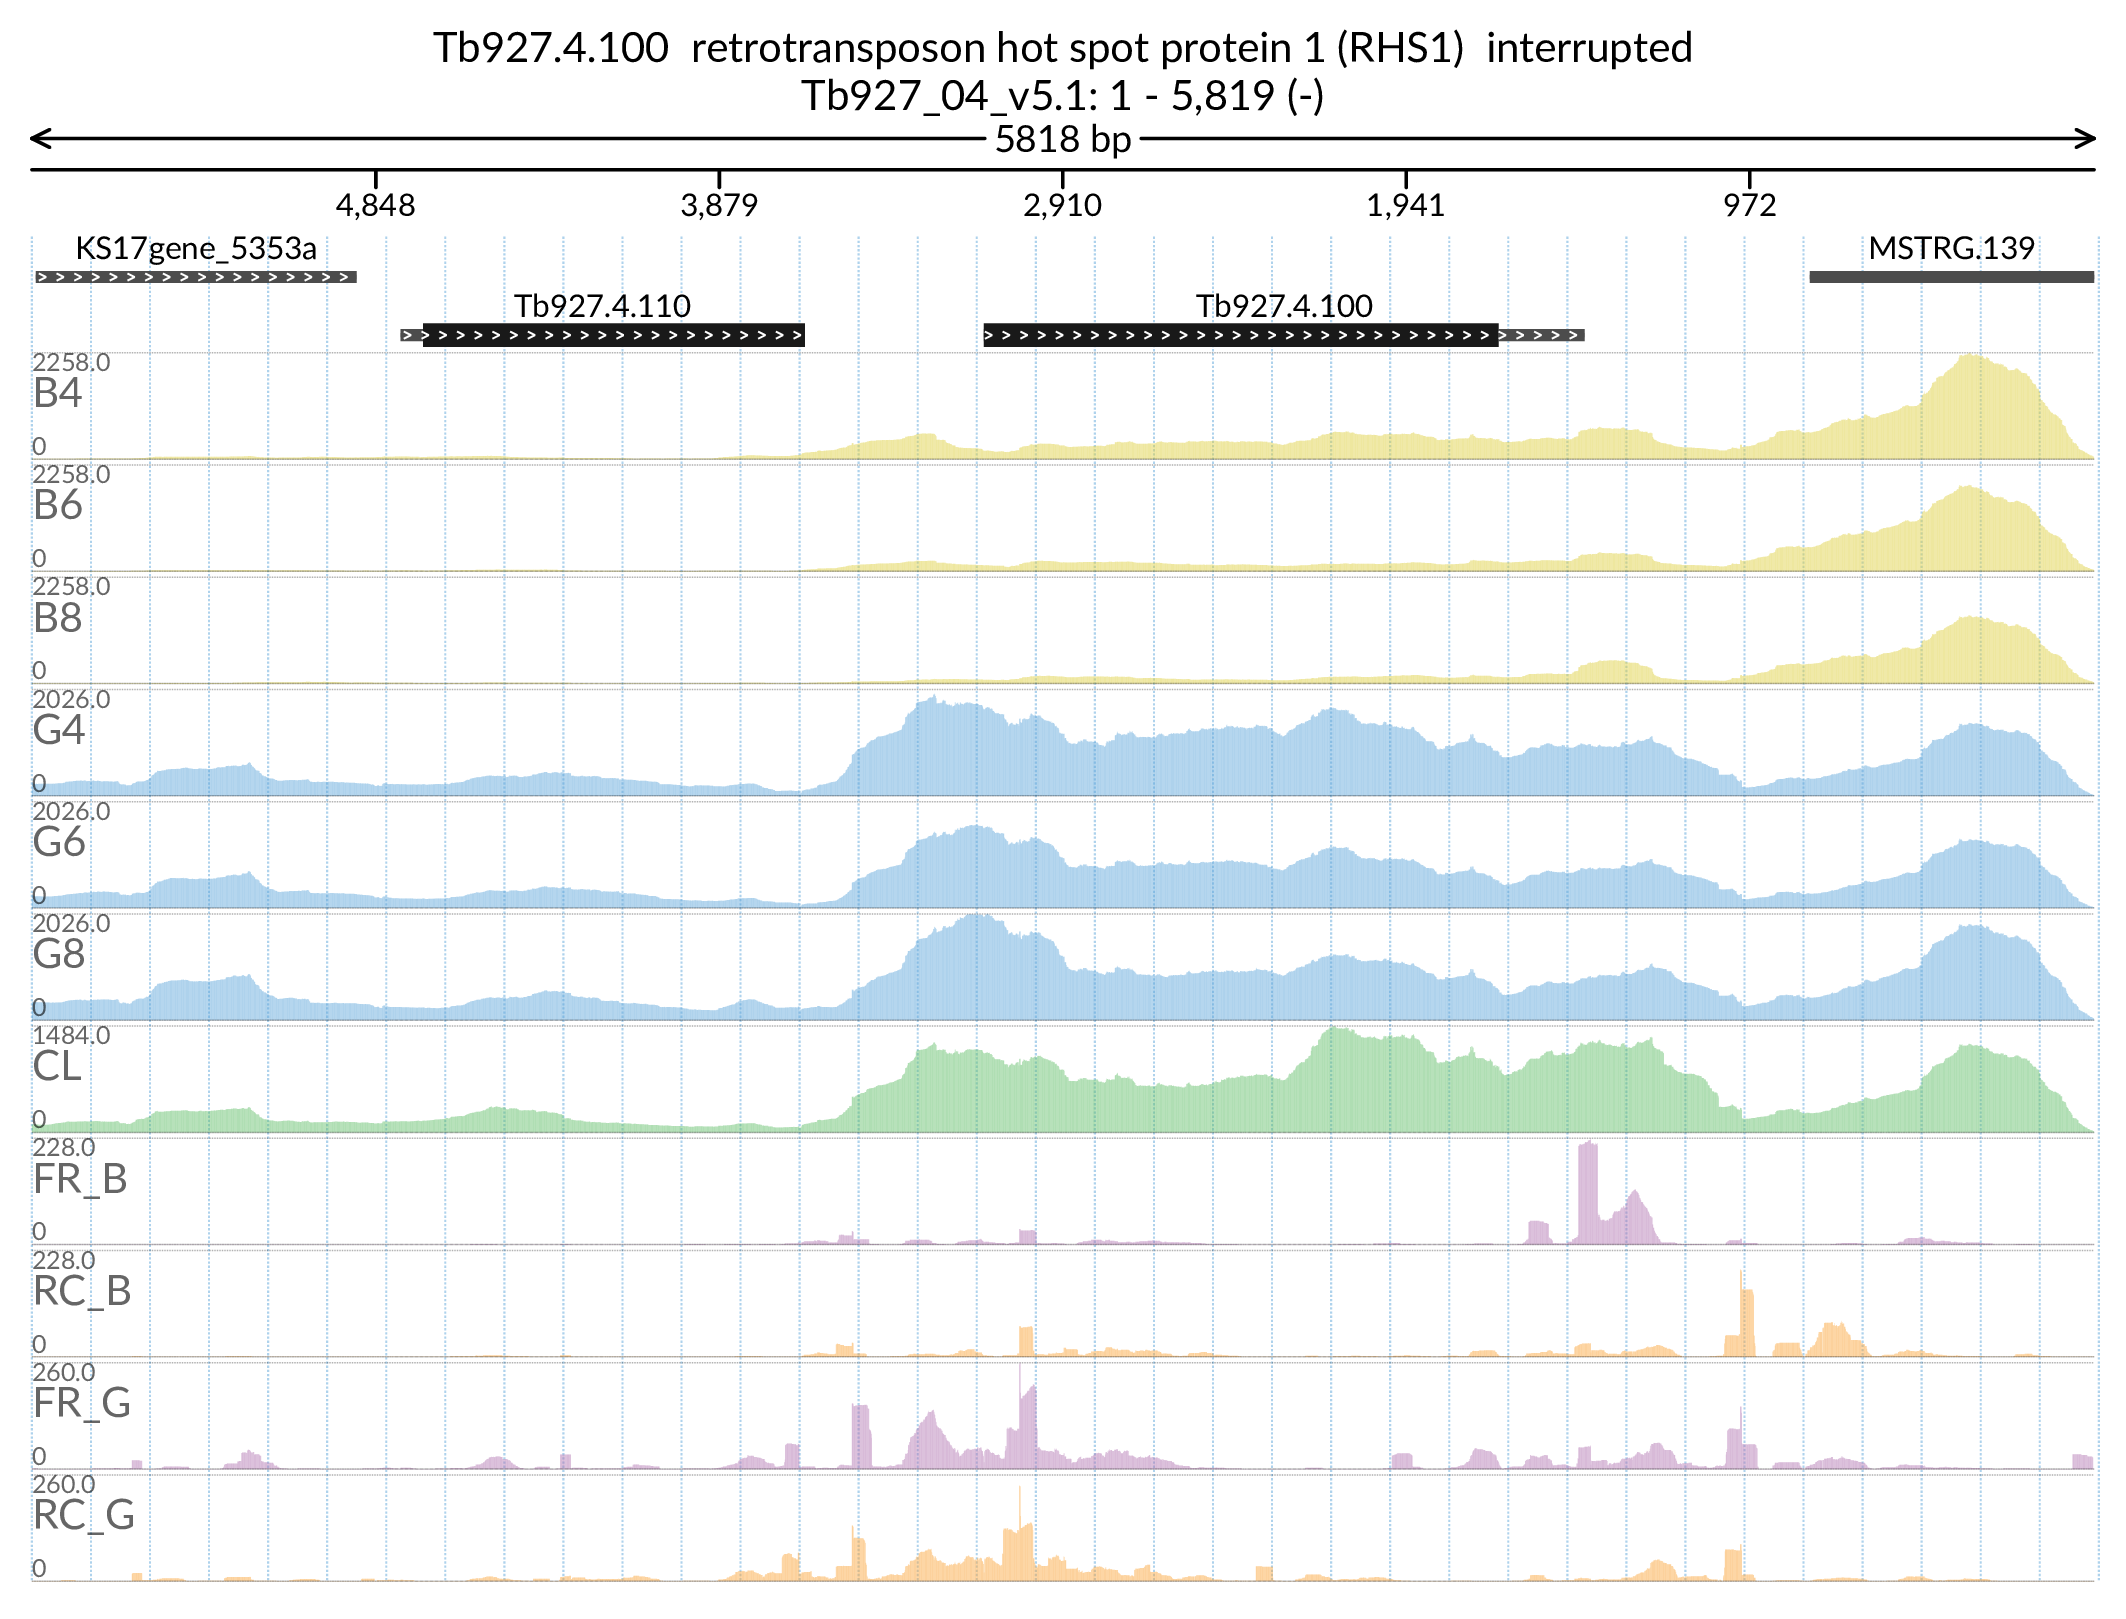 Tb927.4.100 retrotransposon hot spot protein 1 (RHS1) interrupted
Tb927_04_v5.1: 1 - 5,819 (-)
5818 bp
4,848 3,879 2,910 1,941 972
KS17gene_5353a MSTRG.139
Tb927.4.110 Tb927.4.100
2258.0
B4
0
2258.0
B6
0
2258.0
B8
0
2026.0
G4
0
2026.0
G6
0
2026.0
G8
0
1484.0
CL
0
228.0
FR_B
0
228.0
RC_B
0
260.0
FR_G
0
260.0
RC_G
0